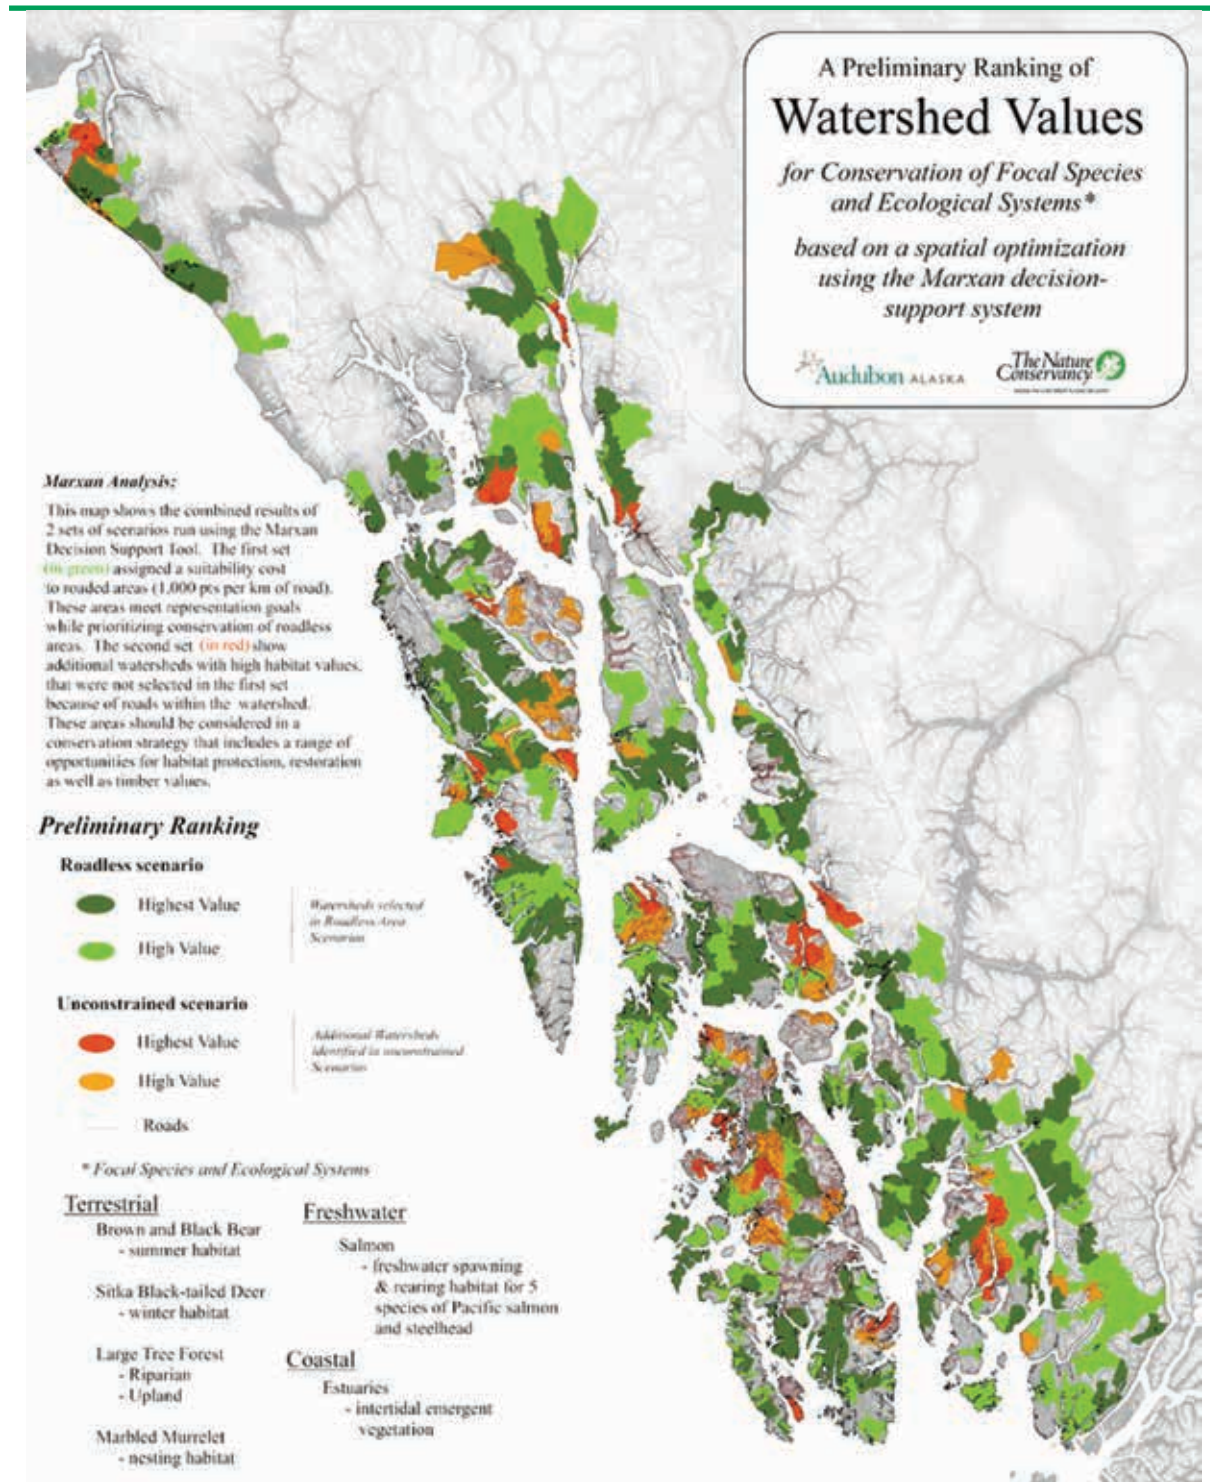 A Preliminary Ranking of
Watershed Values
for Conservation of Focal Species
and Ecological Systems*
based on a spatial optimization
using the Marxan decision-
support system
Audubon ALASKA
The Nature
Conservancy
Marxan Analysis:
This map shows the combined results of
2 sets of scenarios run using the Marxan
Decision Support Tool. The first set
(in green) assigned a suitability cost
to roaded areas (1,000 pts per km of road).
These areas meet representation goals
while prioritizing conservation of roadless
areas. The second set (in red) show
additional watersheds with high habitat values,
that were not selected in the first set
because of roads within the watershed.
These areas should be considered in a
conservation strategy that includes a range of
opportunities for habitat protection, restoration
as well as timber values.
Preliminary Ranking
Roadless scenario
Highest Value
High Value
Watersheds selected
in Roadless Area
Scenarios
Unconstrained scenario
Highest Value
High Value
Additional Watersheds
identified in unconstrained
Scenarios
Roads
* Focal Species and Ecological Systems
Terrestrial
Brown and Black Bear
- summer habitat
Sitka Black-tailed Deer
- winter habitat
Large Tree Forest
- Riparian
- Upland
Marbled Murrelet
- nesting habitat
Freshwater
Salmon
- freshwater spawning
& rearing habitat for 5
species of Pacific salmon
and steelhead
Coastal
Estuaries
- intertidal emergent
vegetation